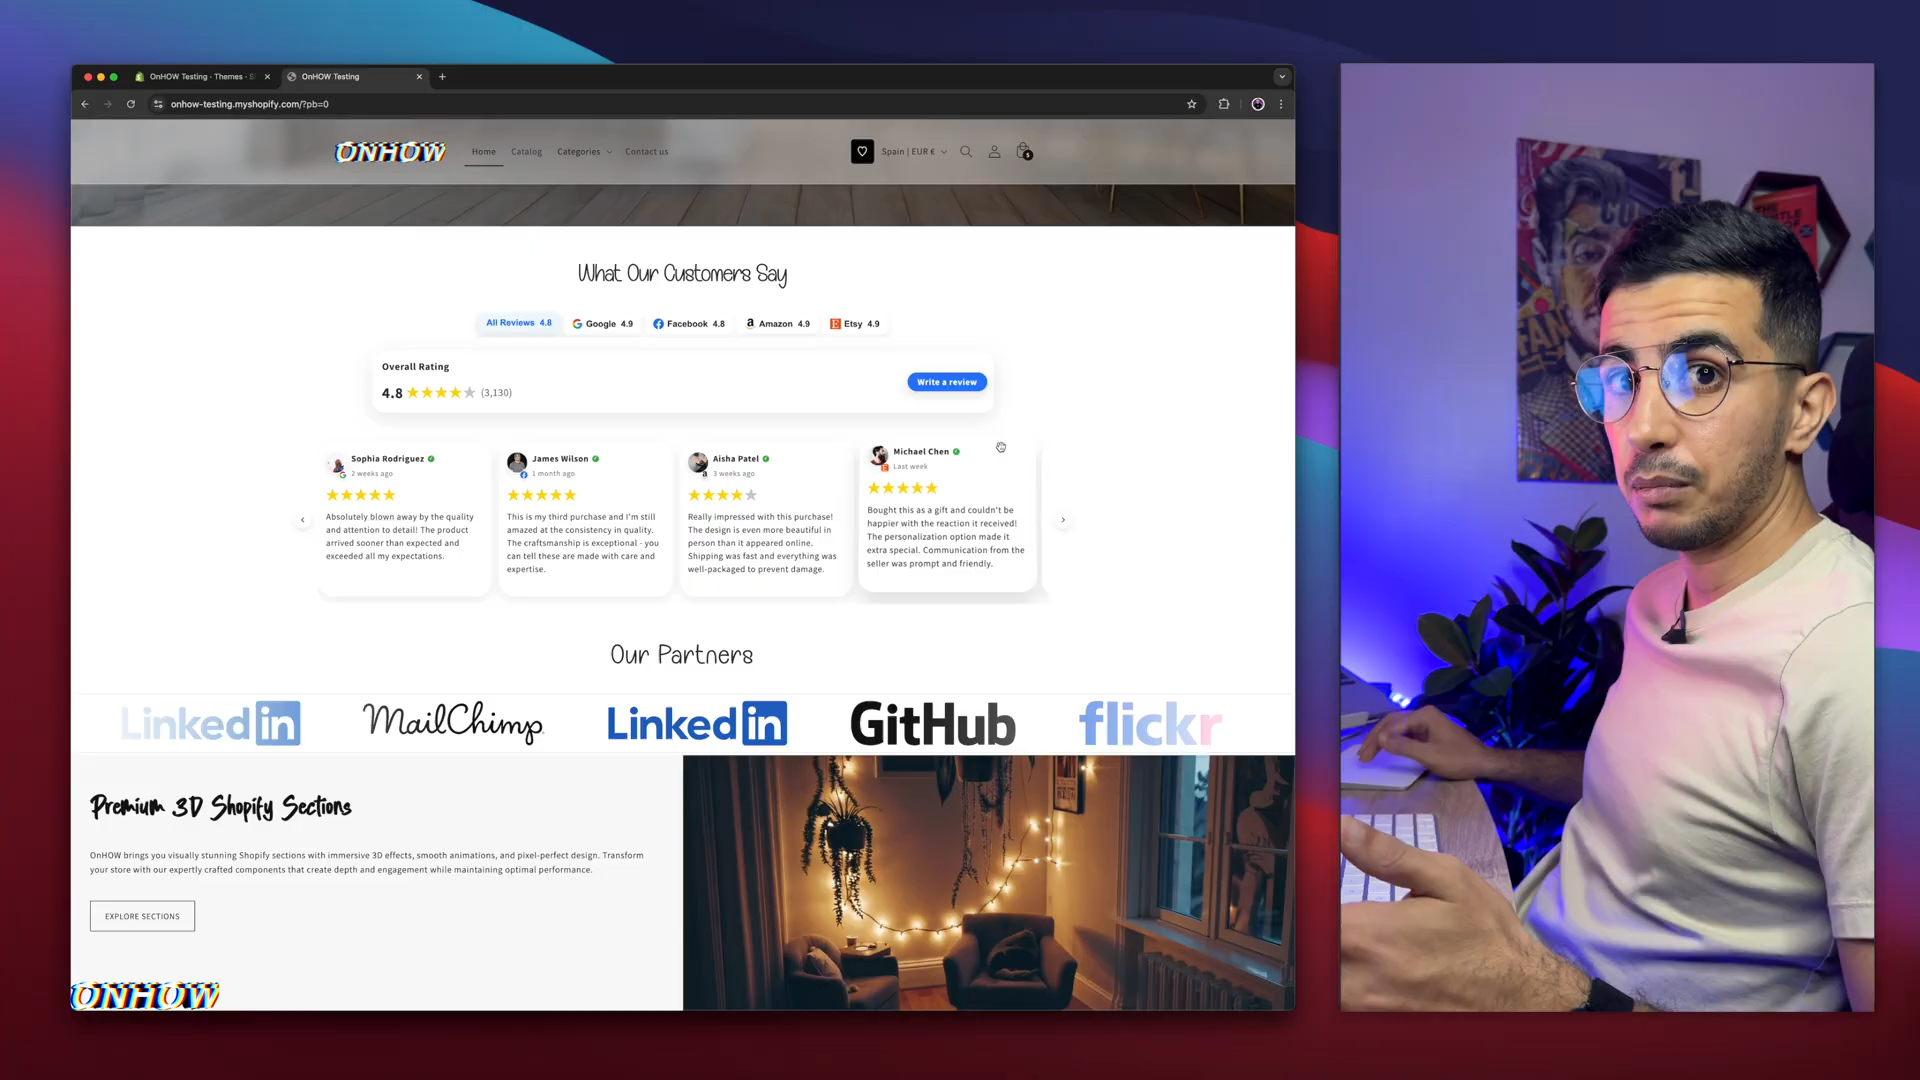 OnHOW Testing · Themes · S
OnHOW Testing
onhow-testing.myshopify.com/?pb=0
ONHOW
Home
Catalog
Categories
Contact us
Spain | EUR €
What Our Customers Say
All Reviews 4.8
Google 4.9
Facebook 4.8
Amazon 4.9
Etsy 4.9
Overall Rating
4.8
(3,130)
Write a review
Sophia Rodriguez
2 weeks ago
Absolutely blown away by the quality
and attention to detail! The product
arrived sooner than expected and
exceeded all my expectations.
James Wilson
1 month ago
This is my third purchase and I'm still
amazed at the consistency in quality.
The craftsmanship is exceptional - you
can tell these are made with care and
expertise.
Aisha Patel
3 weeks ago
Really impressed with this purchase!
The design is even more beautiful in
person than it appeared online.
Shipping was fast and everything was
well-packaged to prevent damage.
Michael Chen
Last week
Bought this as a gift and couldn't be
happier with the reaction it received!
The personalization option made it
extra special. Communication from the
seller was prompt and friendly.
Our Partners
Linked in
MailChimp
Linked in
GitHub
flickr
Premium 3D Shopify Sections
OnHOW brings you visually stunning Shopify sections with immersive 3D effects, smooth animations, and pixel-perfect design. Transform
your store with our expertly crafted components that create depth and engagement while maintaining optimal performance.
EXPLORE SECTIONS
ONHOW